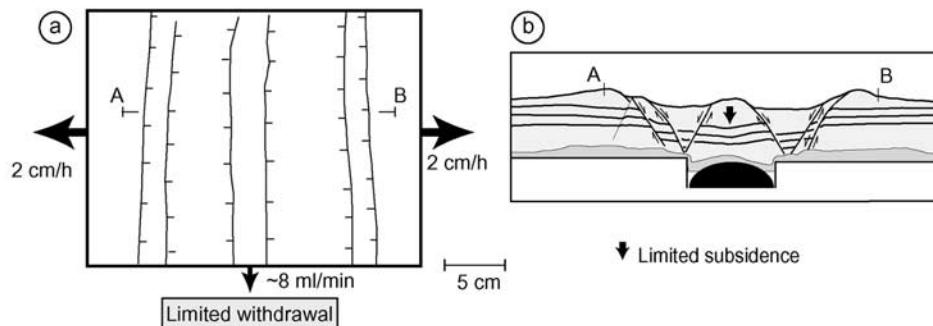 a
A
B
2 cm/h
2 cm/h
~8 ml/min
Limited withdrawal
5 cm
b
A
B
Limited subsidence